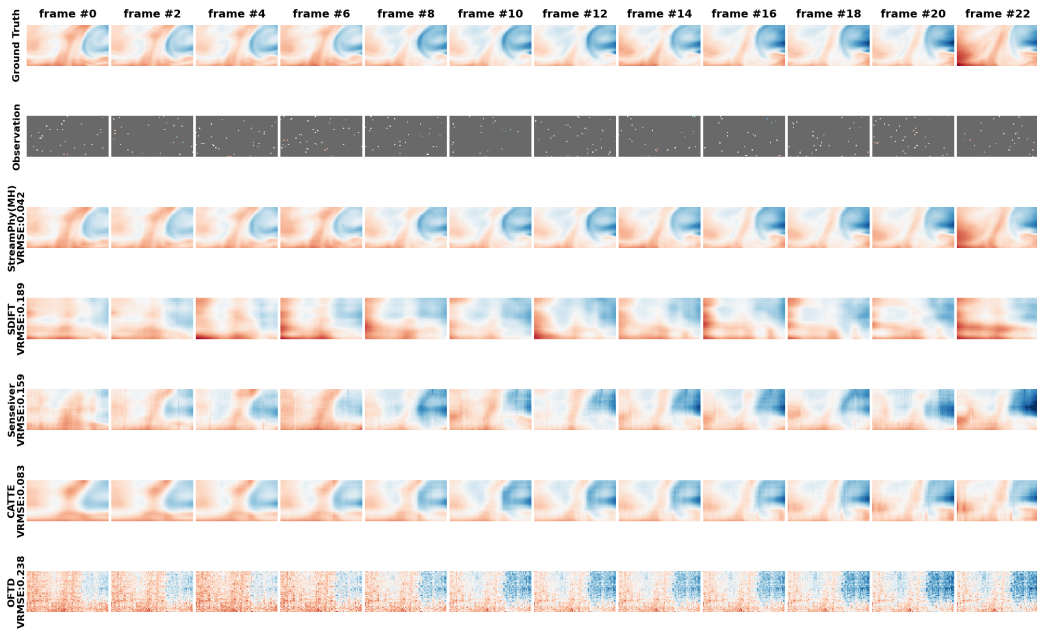 frame #0 frame #2 frame #4 frame #6 frame #8 frame #10 frame #12 frame #14 frame #16 frame #18 frame #20 frame #22
Ground Truth
Observation
StreamPhy(MH)
VRMSE:0.042
SDIFT
VRMSE:0.189
Senseiver
VRMSE:0.159
CATTE
VRMSE:0.083
OFTD
VRMSE:0.238